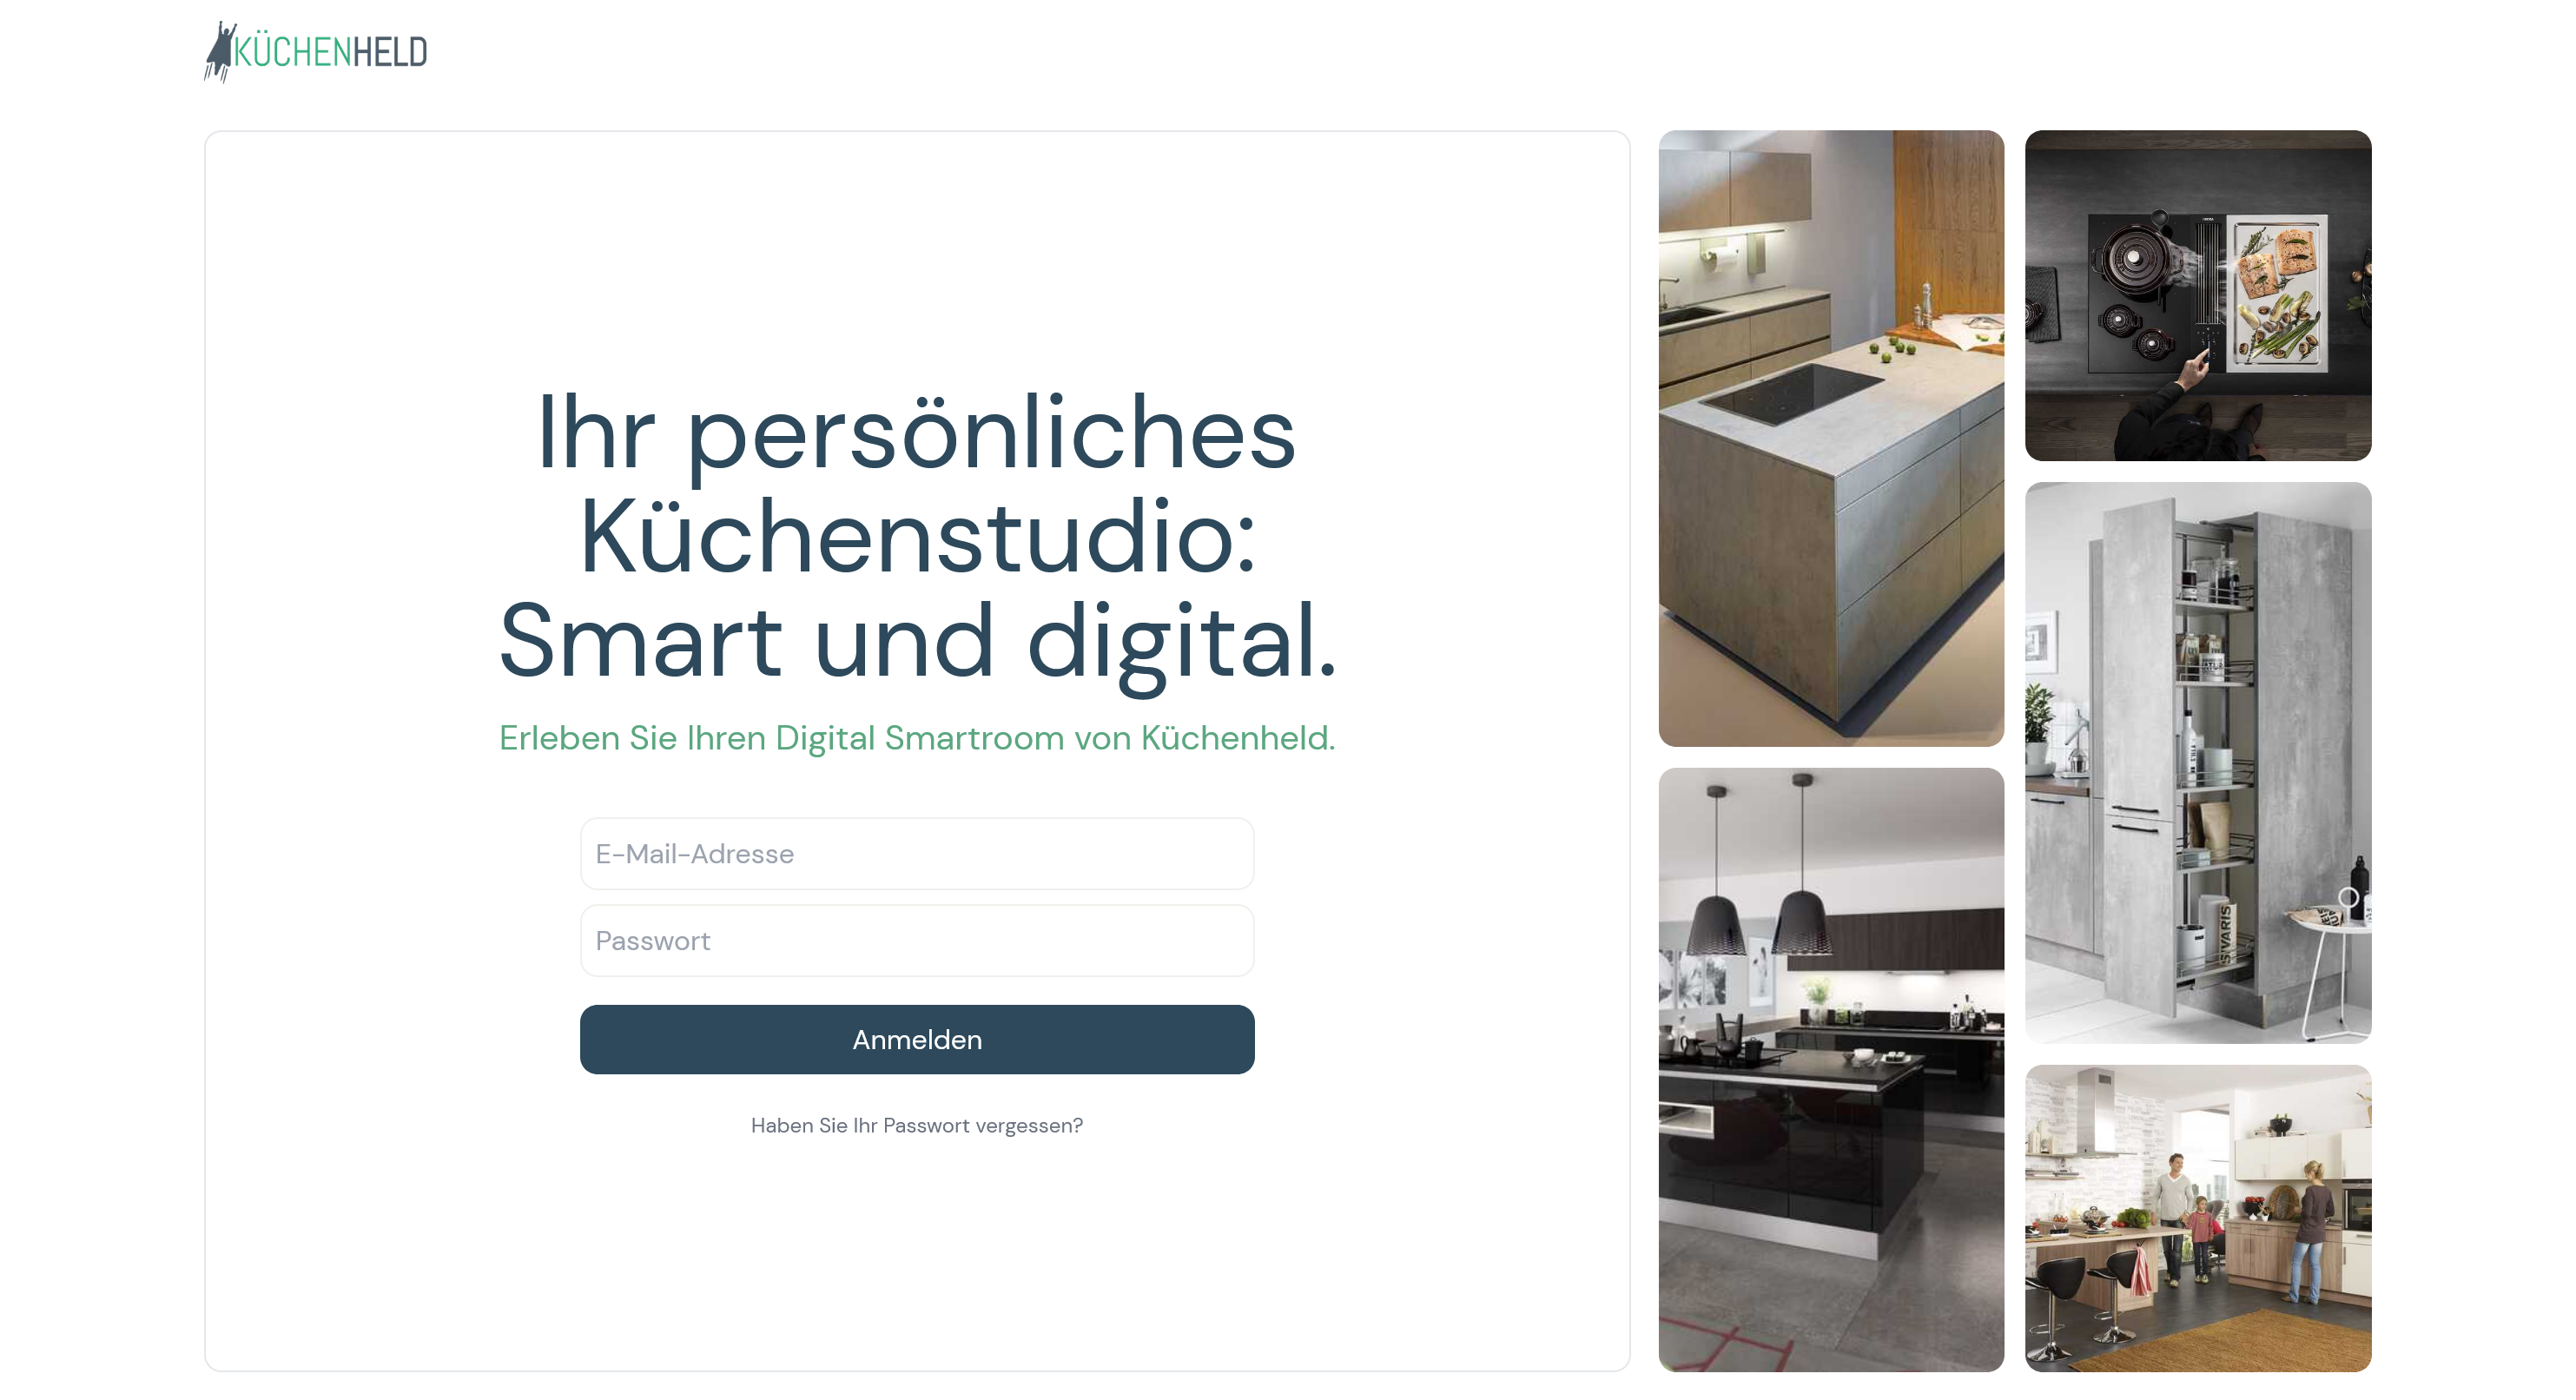 KÜCHENHELD
Ihr persönliches
Küchenstudio:
Smart und digital.
Erleben Sie Ihren Digital Smartroom von Küchenheld.
E-Mail-Adresse
Passwort
Anmelden
Haben Sie Ihr Passwort vergessen?